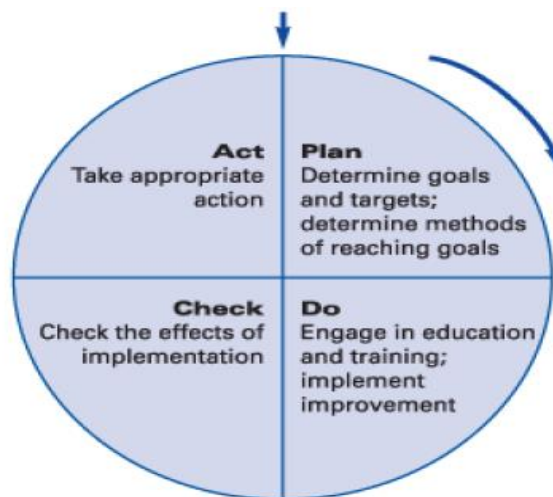 Act
Take appropriate
action
Plan
Determine goals
and targets;
determine methods
of reaching goals
Check
Check the effects of
implementation
Do
Engage in education
and training;
implement
improvement